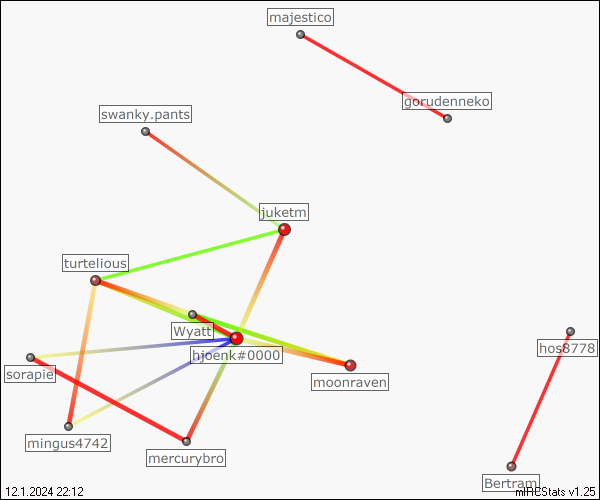 majestico
gorudenneko
swanky.pants
juketm
turtelious
Wyatt
hjoenk#0000
hos8778
sorapie
moonraven
mingus4742
mercurybro
Bertram
12.1.2024 22:12
mIRCStats v1.25